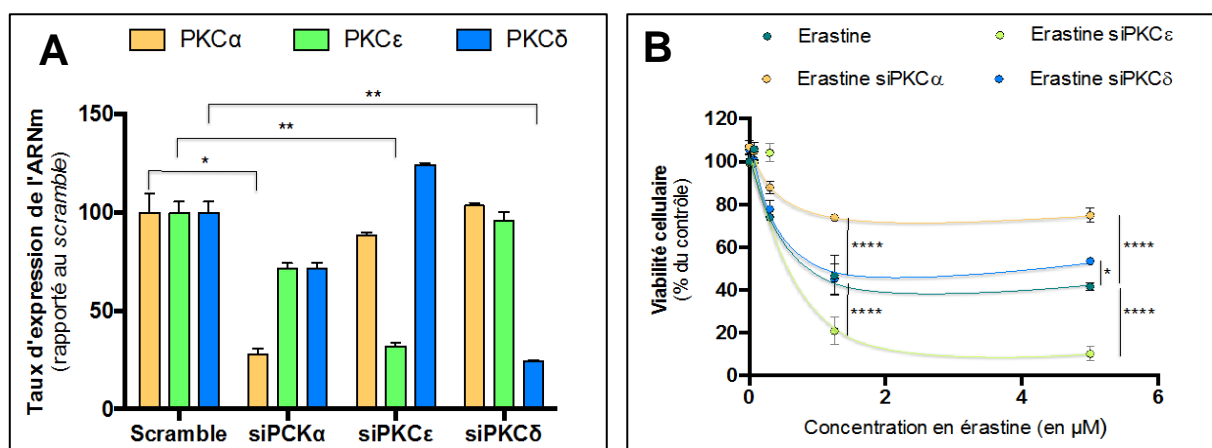 A
PKCα PKCε PKCδ
Taux d'expression de l'ARNm
(rapporté au scramble)
150
100
50
0
*
**
**
Scramble siPCKα siPKCε siPKCδ
B
Erastine Erastine siPKCε
Erastine siPKCα Erastine siPKCδ
Viabilité cellulaire
(% du contrôle)
120
100
80
60
40
20
0
****
****
****
*
****
0 2 4 6
Concentration en érastine (en µM)